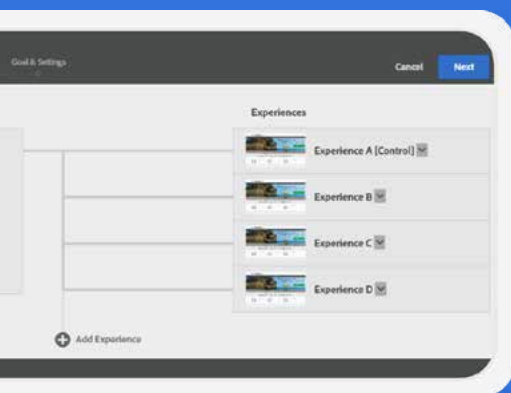 Goal & Settings
Cancel
Next
Experiences
Experience A [Control]
Experience B
Experience C
Experience D
Add Experience